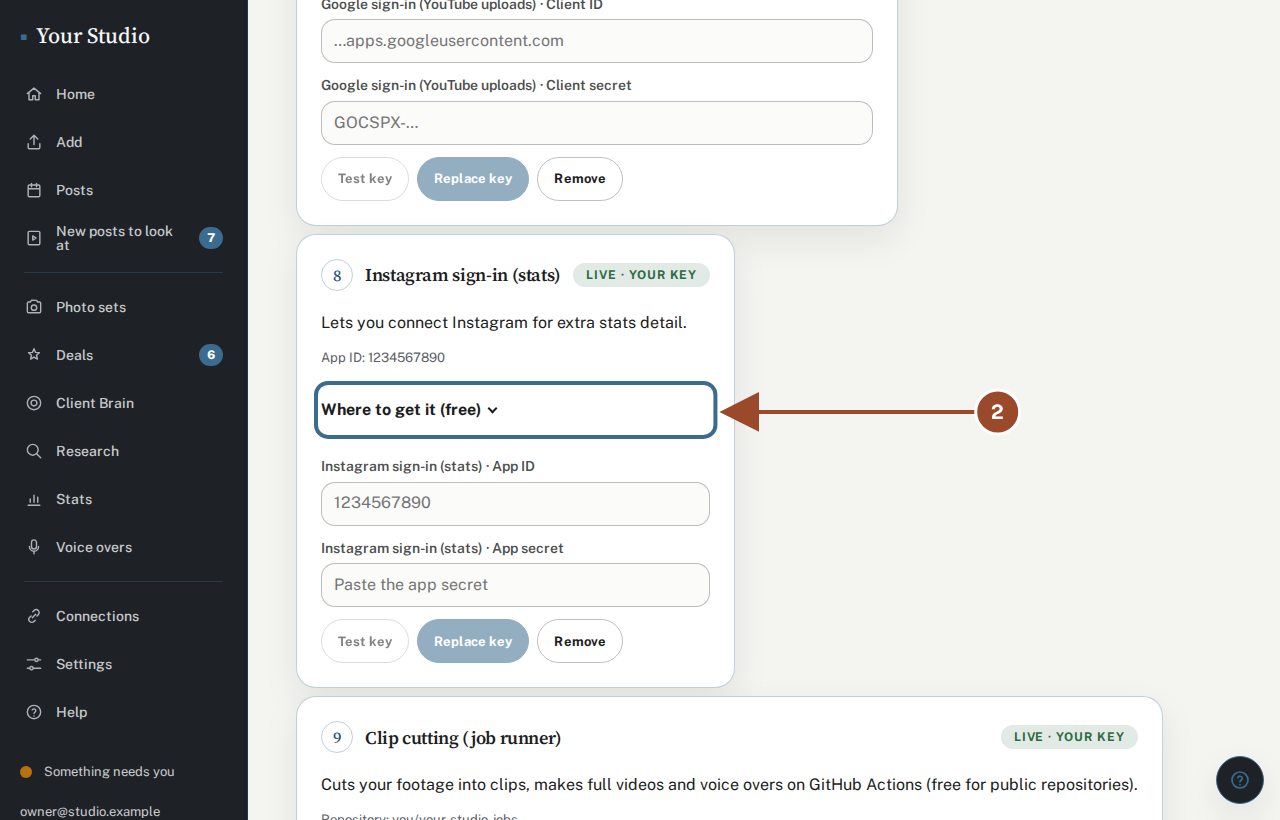 Your Studio
Home
Add
Posts
New posts to look
at
7
Photo sets
Deals
6
Client Brain
Research
Stats
Voice overs
Connections
Settings
Help
Something needs you
owner@studio.example
Google sign-in (YouTube uploads) · Client ID
...apps.googleusercontent.com
Google sign-in (YouTube uploads) · Client secret
GOCSPX-...
Test key
Replace key
Remove
8
Instagram sign-in (stats)
LIVE · YOUR KEY
Lets you connect Instagram for extra stats detail.
App ID: 1234567890
Where to get it (free)
2
Instagram sign-in (stats) · App ID
1234567890
Instagram sign-in (stats) · App secret
Paste the app secret
Test key
Replace key
Remove
9
Clip cutting (job runner)
LIVE · YOUR KEY
Cuts your footage into clips, makes full videos and voice overs on GitHub Actions (free for public repositories).
Repository: you/your-studio-jobs